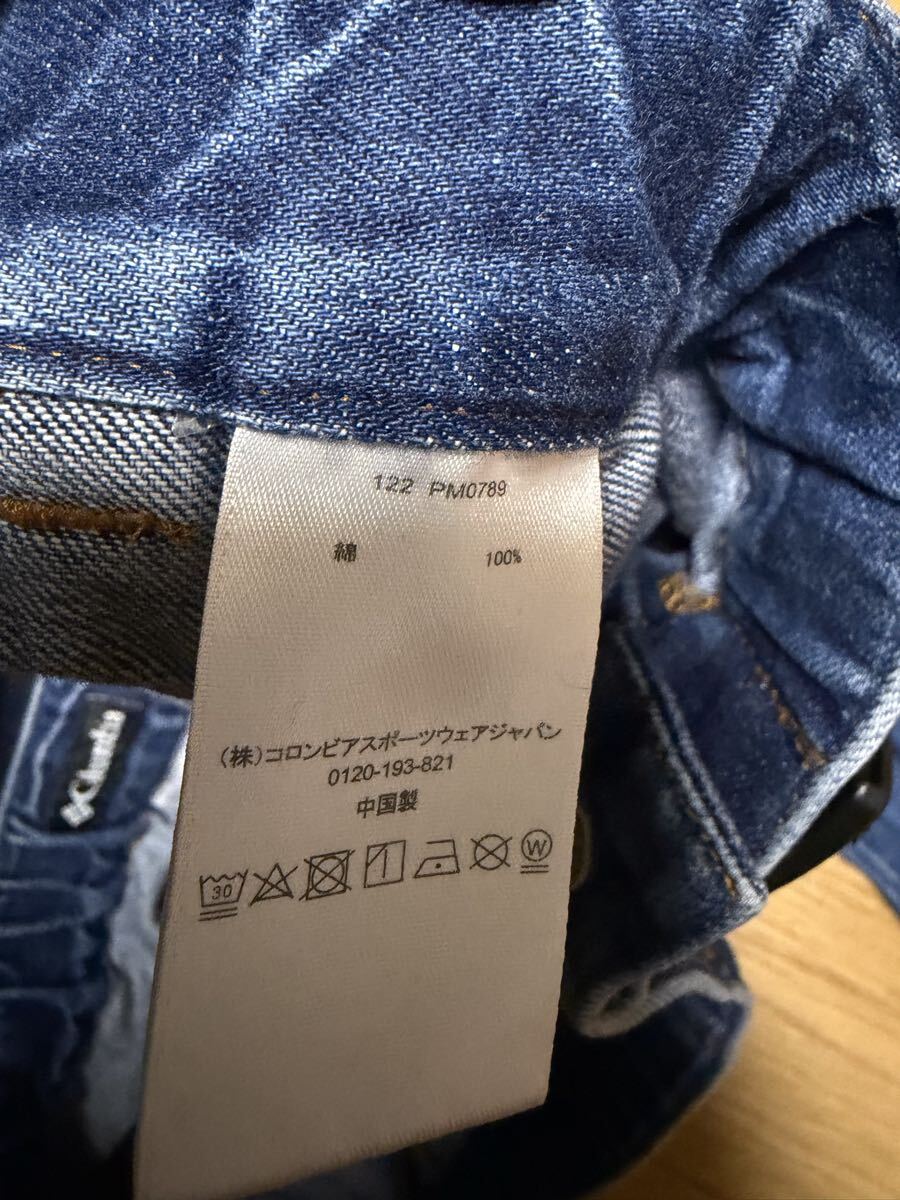 122 PM0789
綿 100%
(株)コロンビアスポーツウェアジャパン
0120-193-821
中国製
30 W
Columbia